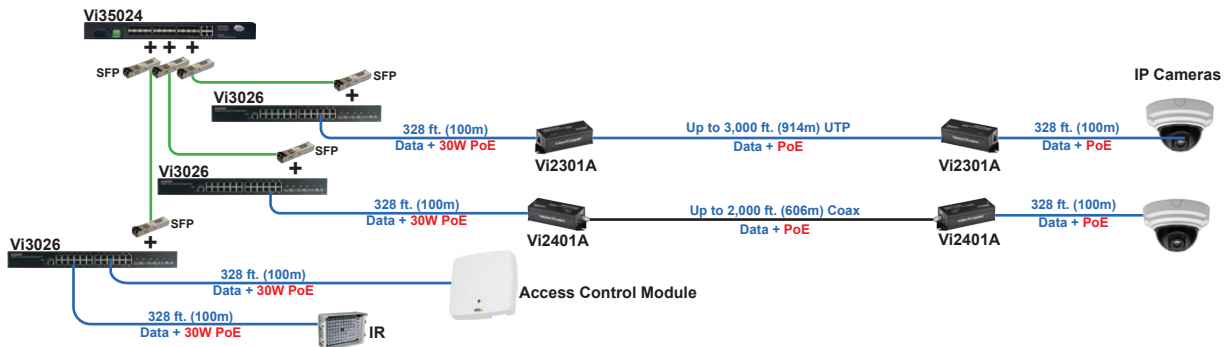 Vi35024
+ + +
SFP
SFP
+
IP Cameras
Vi3026
328 ft. (100m)
Data + 30W PoE
Vi2301A
Up to 3,000 ft. (914m) UTP
Data + PoE
Vi2301A
328 ft. (100m)
Data + PoE
SFP
+
Vi3026
328 ft. (100m)
Data + 30W PoE
Vi2401A
Up to 2,000 ft. (606m) Coax
Data + PoE
Vi2401A
328 ft. (100m)
Data + PoE
SFP
+
Vi3026
328 ft. (100m)
Data + 30W PoE
Access Control Module
328 ft. (100m)
Data + 30W PoE
IR